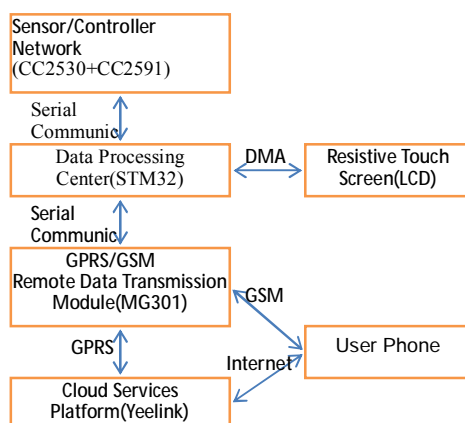 Sensor/Controller
Network
(CC2530+CC2591)
Serial
Communic
Data Processing
Center(STM32)
DMA
Resistive Touch
Screen(LCD)
Serial
Communic
GPRS/GSM
Remote Data Transmission
Module(MG301)
GSM
GPRS
Internet
User Phone
Cloud Services
Platform(Yeelink)